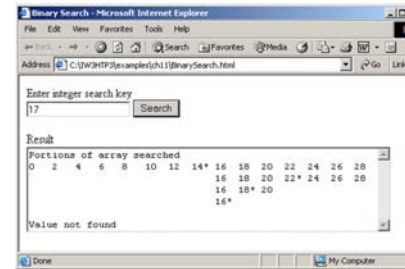 Binary Search - Microsoft Internet Explorer
File Edit View Favorites Tools Help
Search Favorites Media
Address C:\IW3HTP3\examples\ch11\BinarySearch.html Go
Enter integer search key
17 Search
Result
Portions of array searched
0 2 4 6 8 10 12 14* 16 18 20 22 24 26 28
16 18 20 22* 24 26 28
16 18* 20
16*
Value not found
Done My Computer